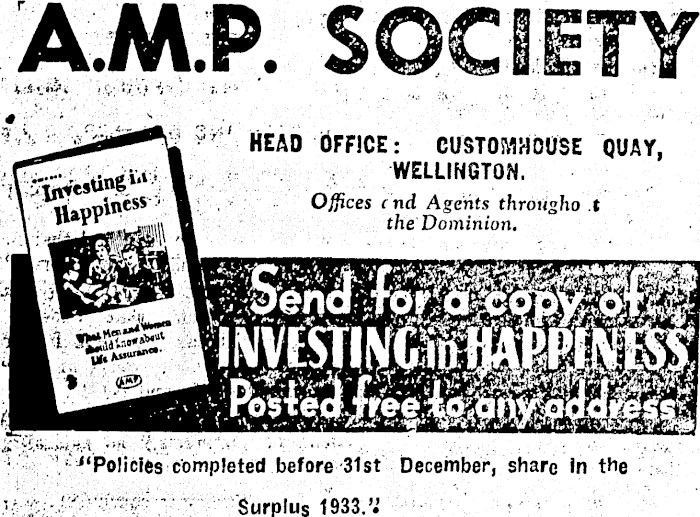 A.M.P. SOCIETY
HEAD OFFICE: CUSTOMHOUSE QUAY,
WELLINGTON.
Offices and Agents throughout
the Dominion.
Investing in
Happiness
What Men and Women
should know about
Life Assurance.
AMP
Send for a copy of
INVESTING in HAPPINESS
Posted free to any address
"Policies completed before 31st December, share in the
Surplus 1933."